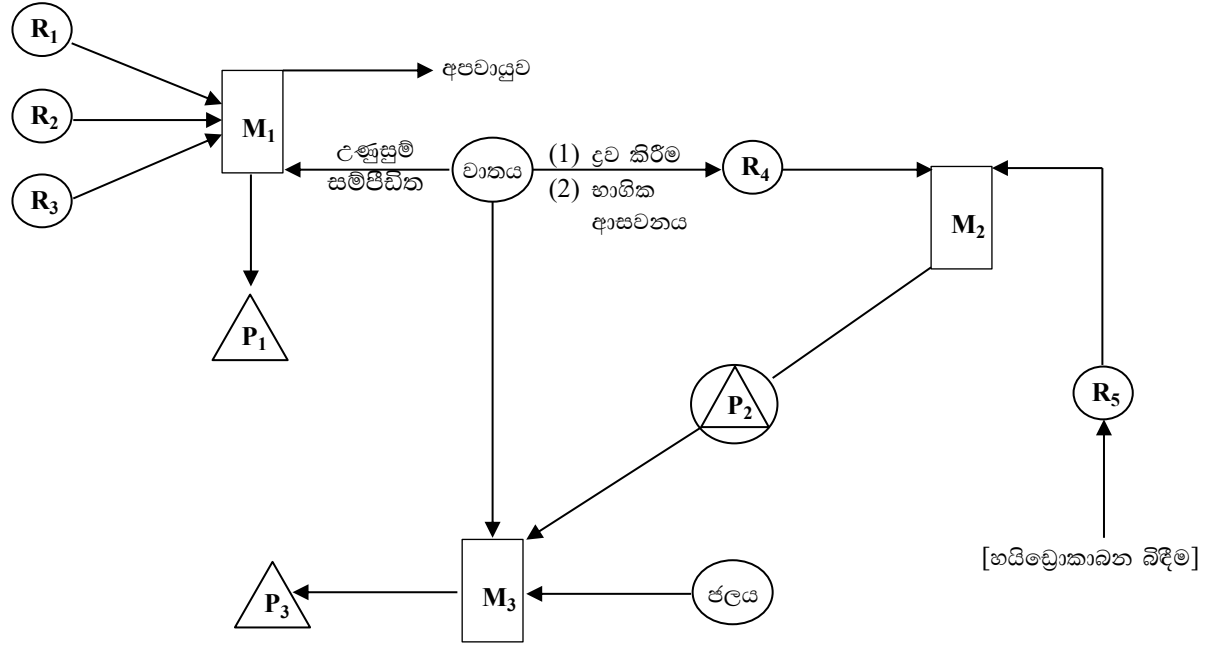 R₁
අපවායුව
R₂
M₁
උණුසුම්
සම්පීඩිත
වාතය
(1) ද්‍රව කිරීම
(2) භාගික
ආසවනය
R₄
R₃
M₂
P₁
P₂
R₅
[හයිඩ්‍රොකාබන බිඳීම]
P₃
M₃
ජලය